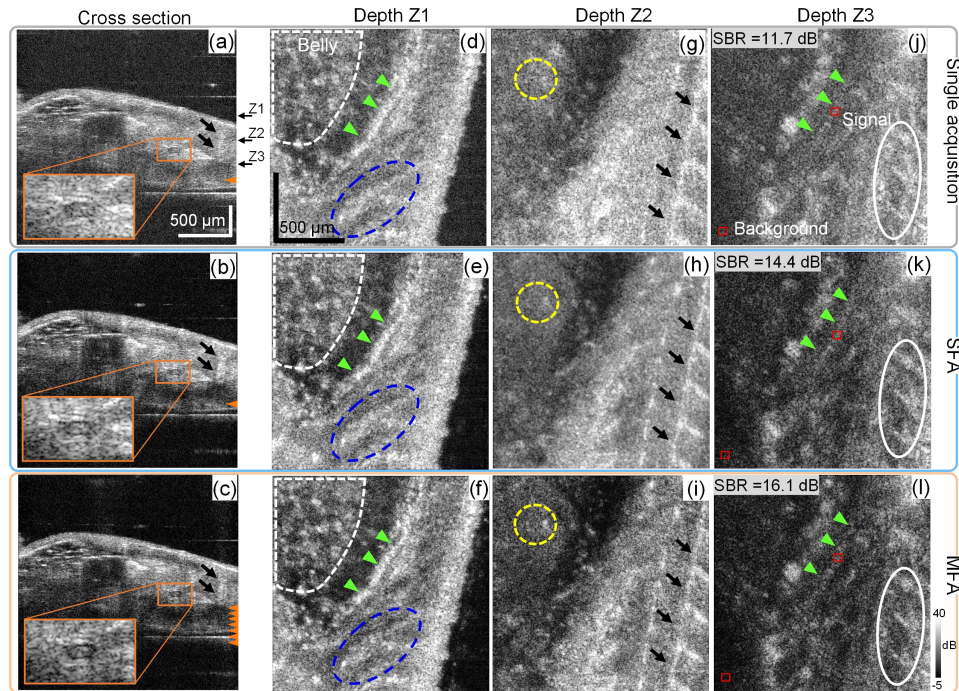 Cross section
Depth Z1
Depth Z2
Depth Z3
(a)
Z1
Z2
Z3
500 µm
Belly
(d)
500 µm
(g)
SBR =11.7 dB
(j)
Signal
Background
Single acquisition
(b)
(e)
(h)
SBR =14.4 dB
(k)
SFA
(c)
(f)
(i)
SBR =16.1 dB
(l)
MFA
40
dB
-5